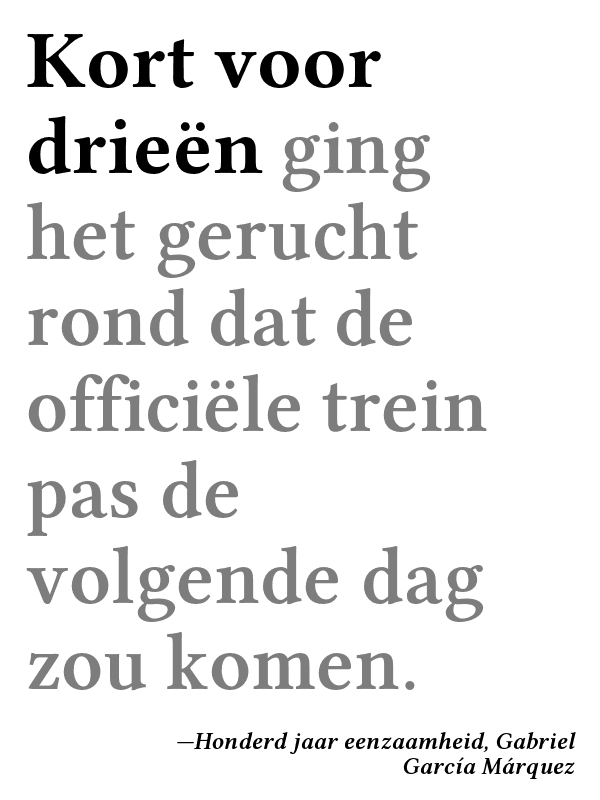 Kort voor
drieën ging
het gerucht
rond dat de
officiële trein
pas de
volgende dag
zou komen.
—Honderd jaar eenzaamheid, Gabriel
García Márquez